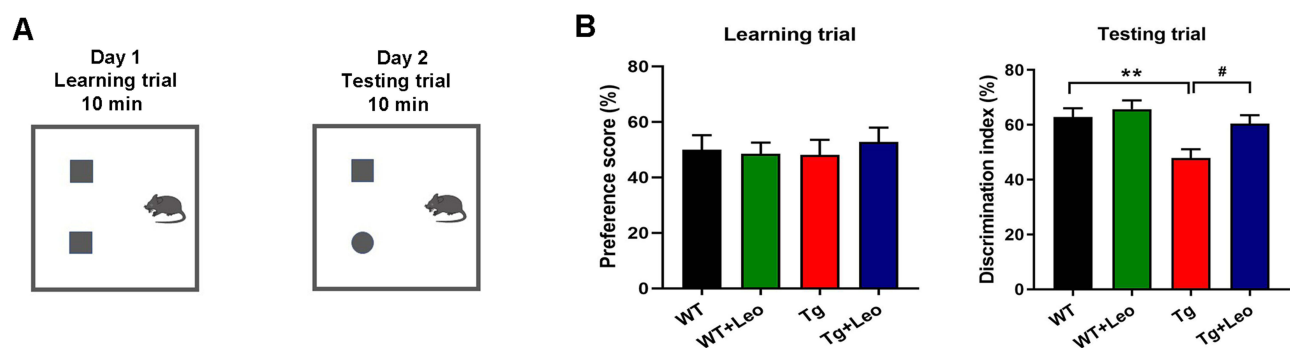 A
Day 1
Learning trial
10 min
Day 2
Testing trial
10 min
B
Learning trial
Preference score (%)
80
60
40
20
0
WT
WT+Leo
Tg
Tg+Leo
Testing trial
Discrimination index (%)
80
60
40
20
0
**
#
WT
WT+Leo
Tg
Tg+Leo